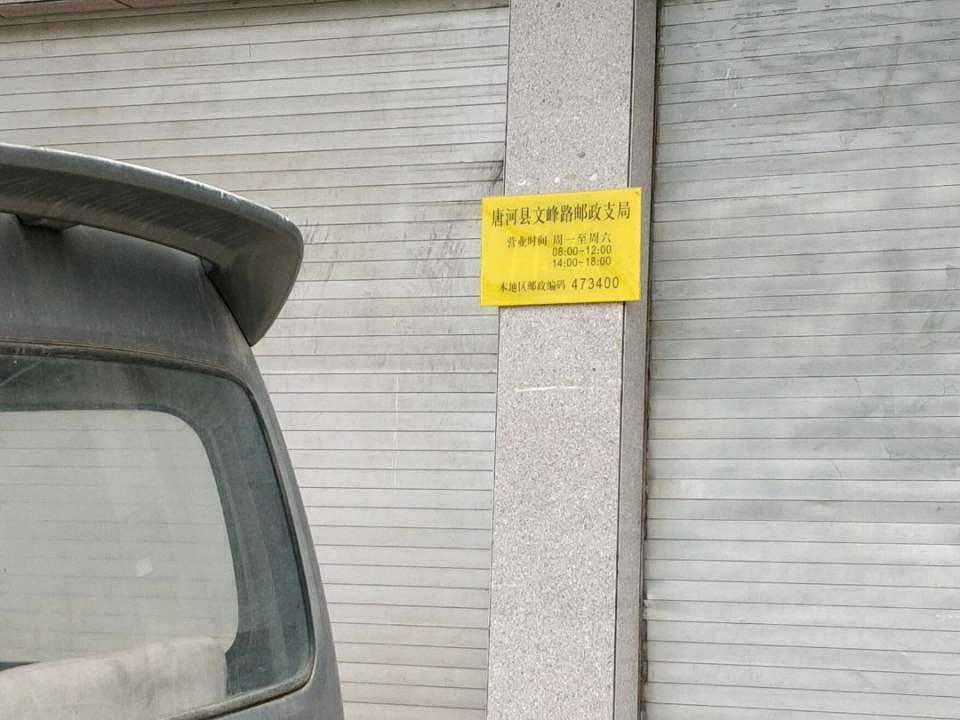 唐河县文峰路邮政支局
营业时间 周一至周六
08:00-12:00
14:00-18:00
本地区邮政编码 473400